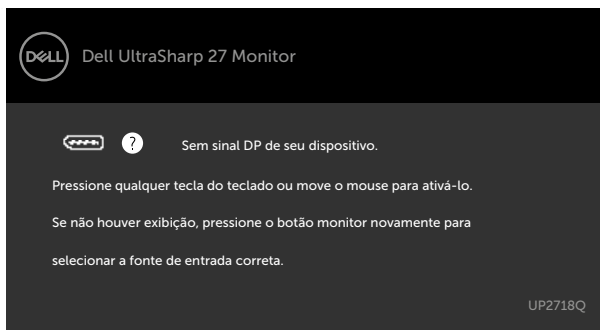 DELL
Dell UltraSharp 27 Monitor
? Sem sinal DP de seu dispositivo.
Pressione qualquer tecla do teclado ou move o mouse para ativá-lo.
Se não houver exibição, pressione o botão monitor novamente para
selecionar a fonte de entrada correta.
UP2718Q